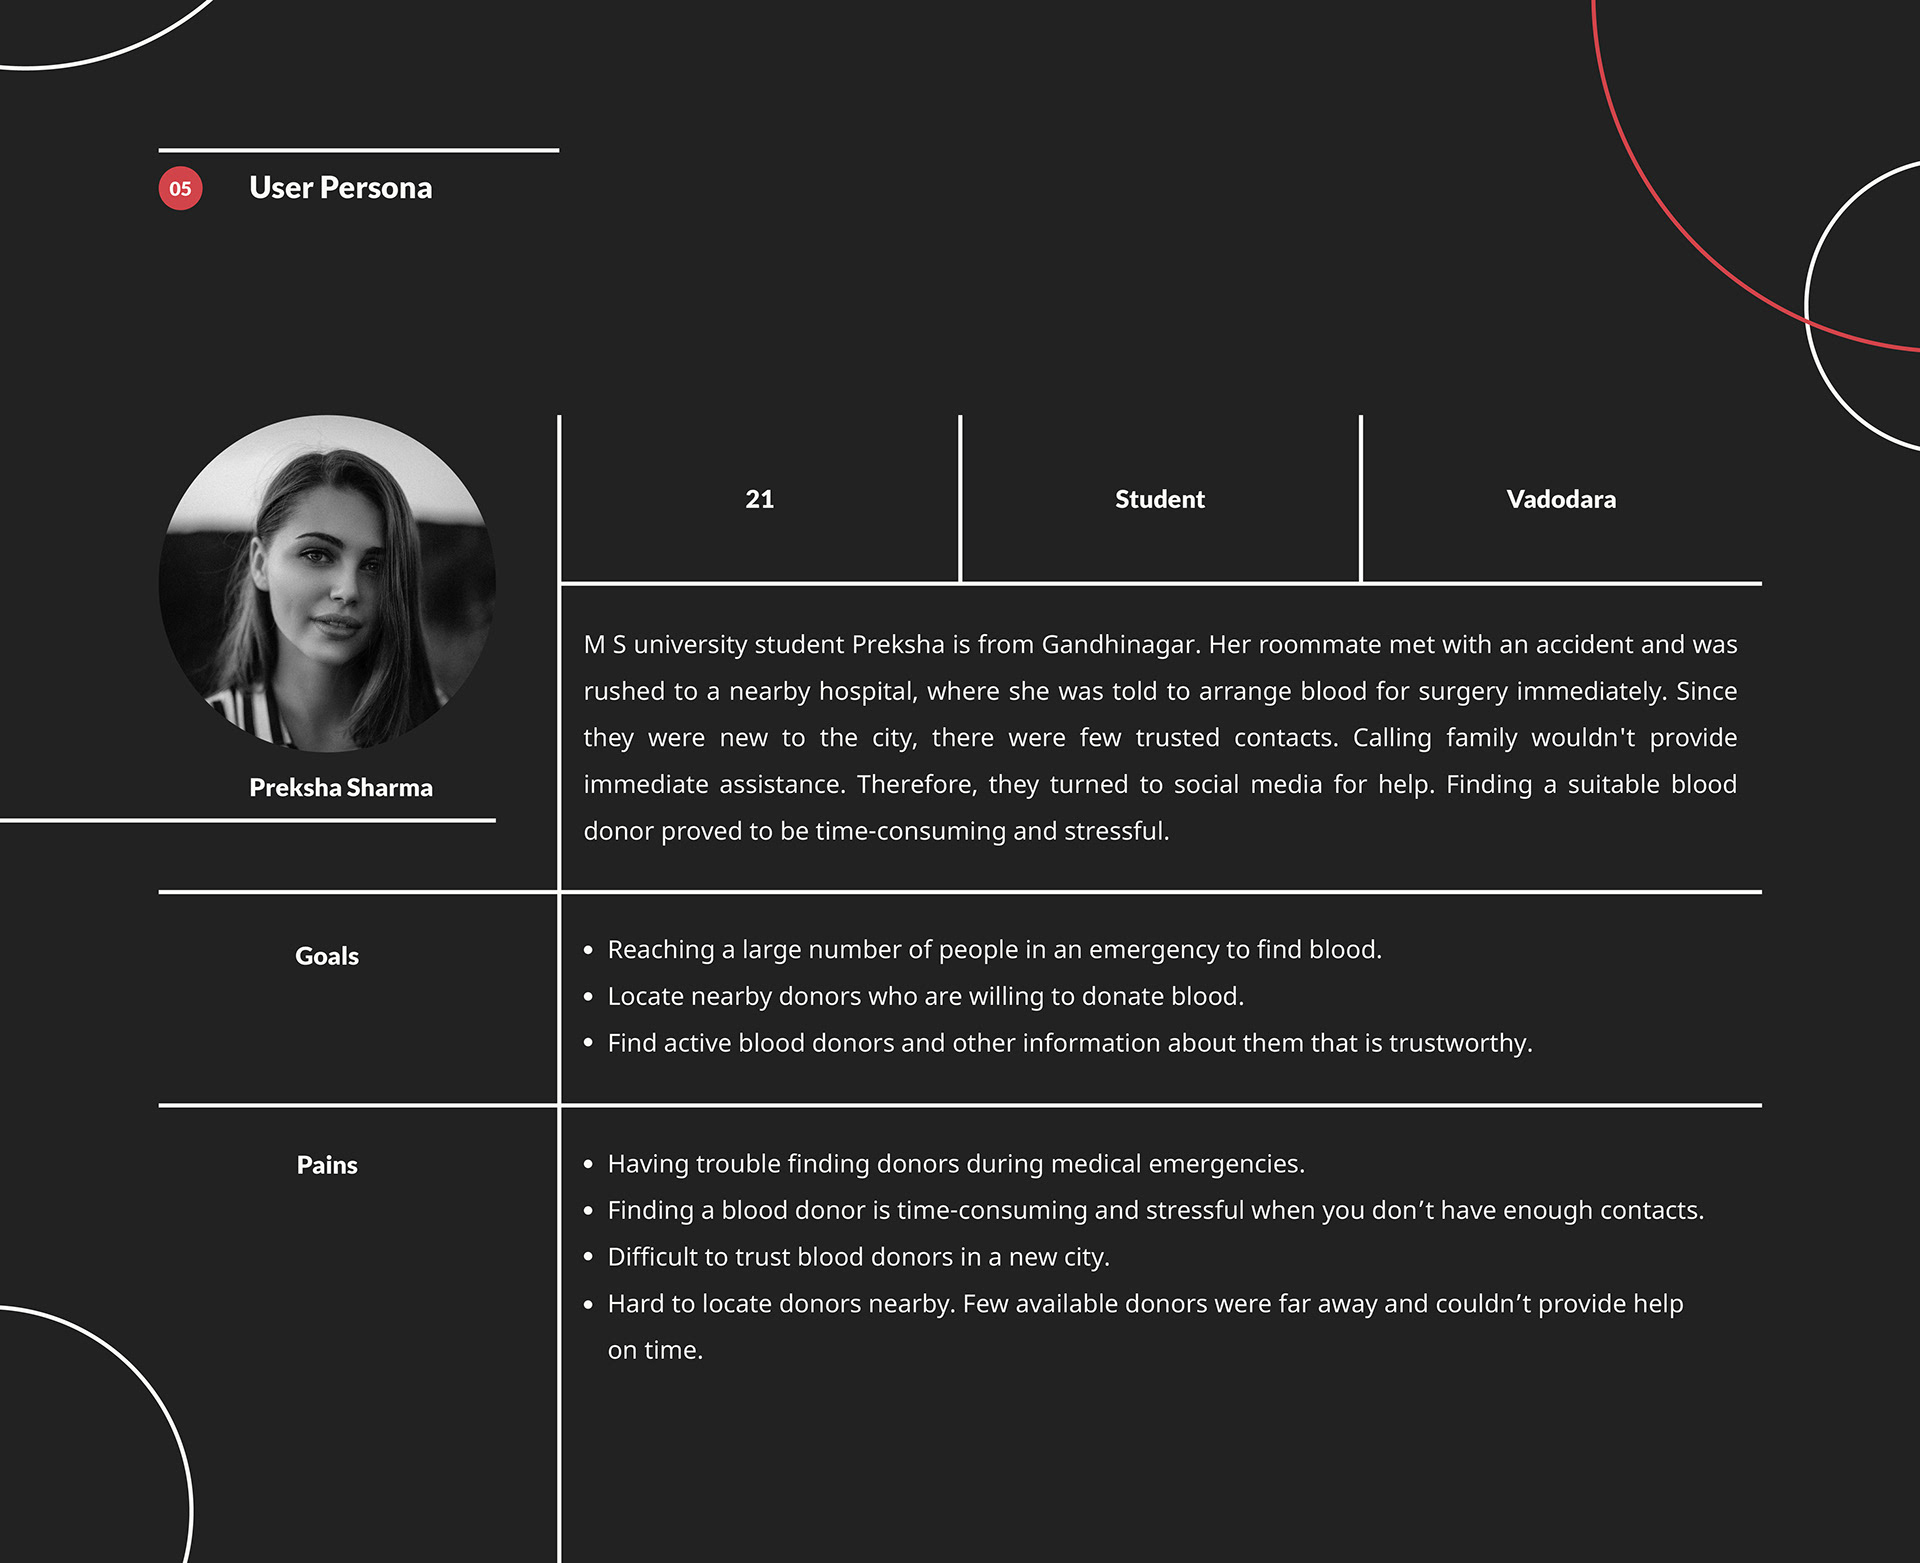 05
User Persona
21
Student
Vadodara
Preksha Sharma
M S university student Preksha is from Gandhinagar. Her roommate met with an accident and was
rushed to a nearby hospital, where she was told to arrange blood for surgery immediately. Since
they were new to the city, there were few trusted contacts. Calling family wouldn't provide
immediate assistance. Therefore, they turned to social media for help. Finding a suitable blood
donor proved to be time-consuming and stressful.
Goals
• Reaching a large number of people in an emergency to find blood.
• Locate nearby donors who are willing to donate blood.
• Find active blood donors and other information about them that is trustworthy.
Pains
• Having trouble finding donors during medical emergencies.
• Finding a blood donor is time-consuming and stressful when you don’t have enough contacts.
• Difficult to trust blood donors in a new city.
• Hard to locate donors nearby. Few available donors were far away and couldn’t provide help
on time.